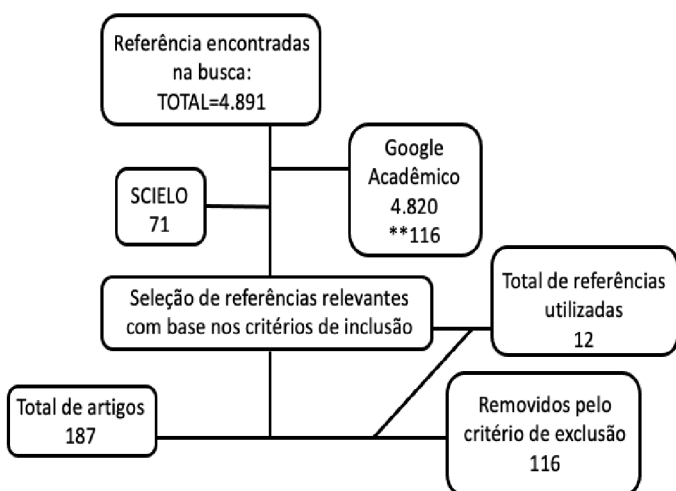 Referência encontradas
na busca:
TOTAL=4.891
Google
Acadêmico
4.820
**116
SCIELO
71
Seleção de referências relevantes
com base nos critérios de inclusão
Total de referências
utilizadas
12
Total de artigos
187
Removidos pelo
critério de exclusão
116